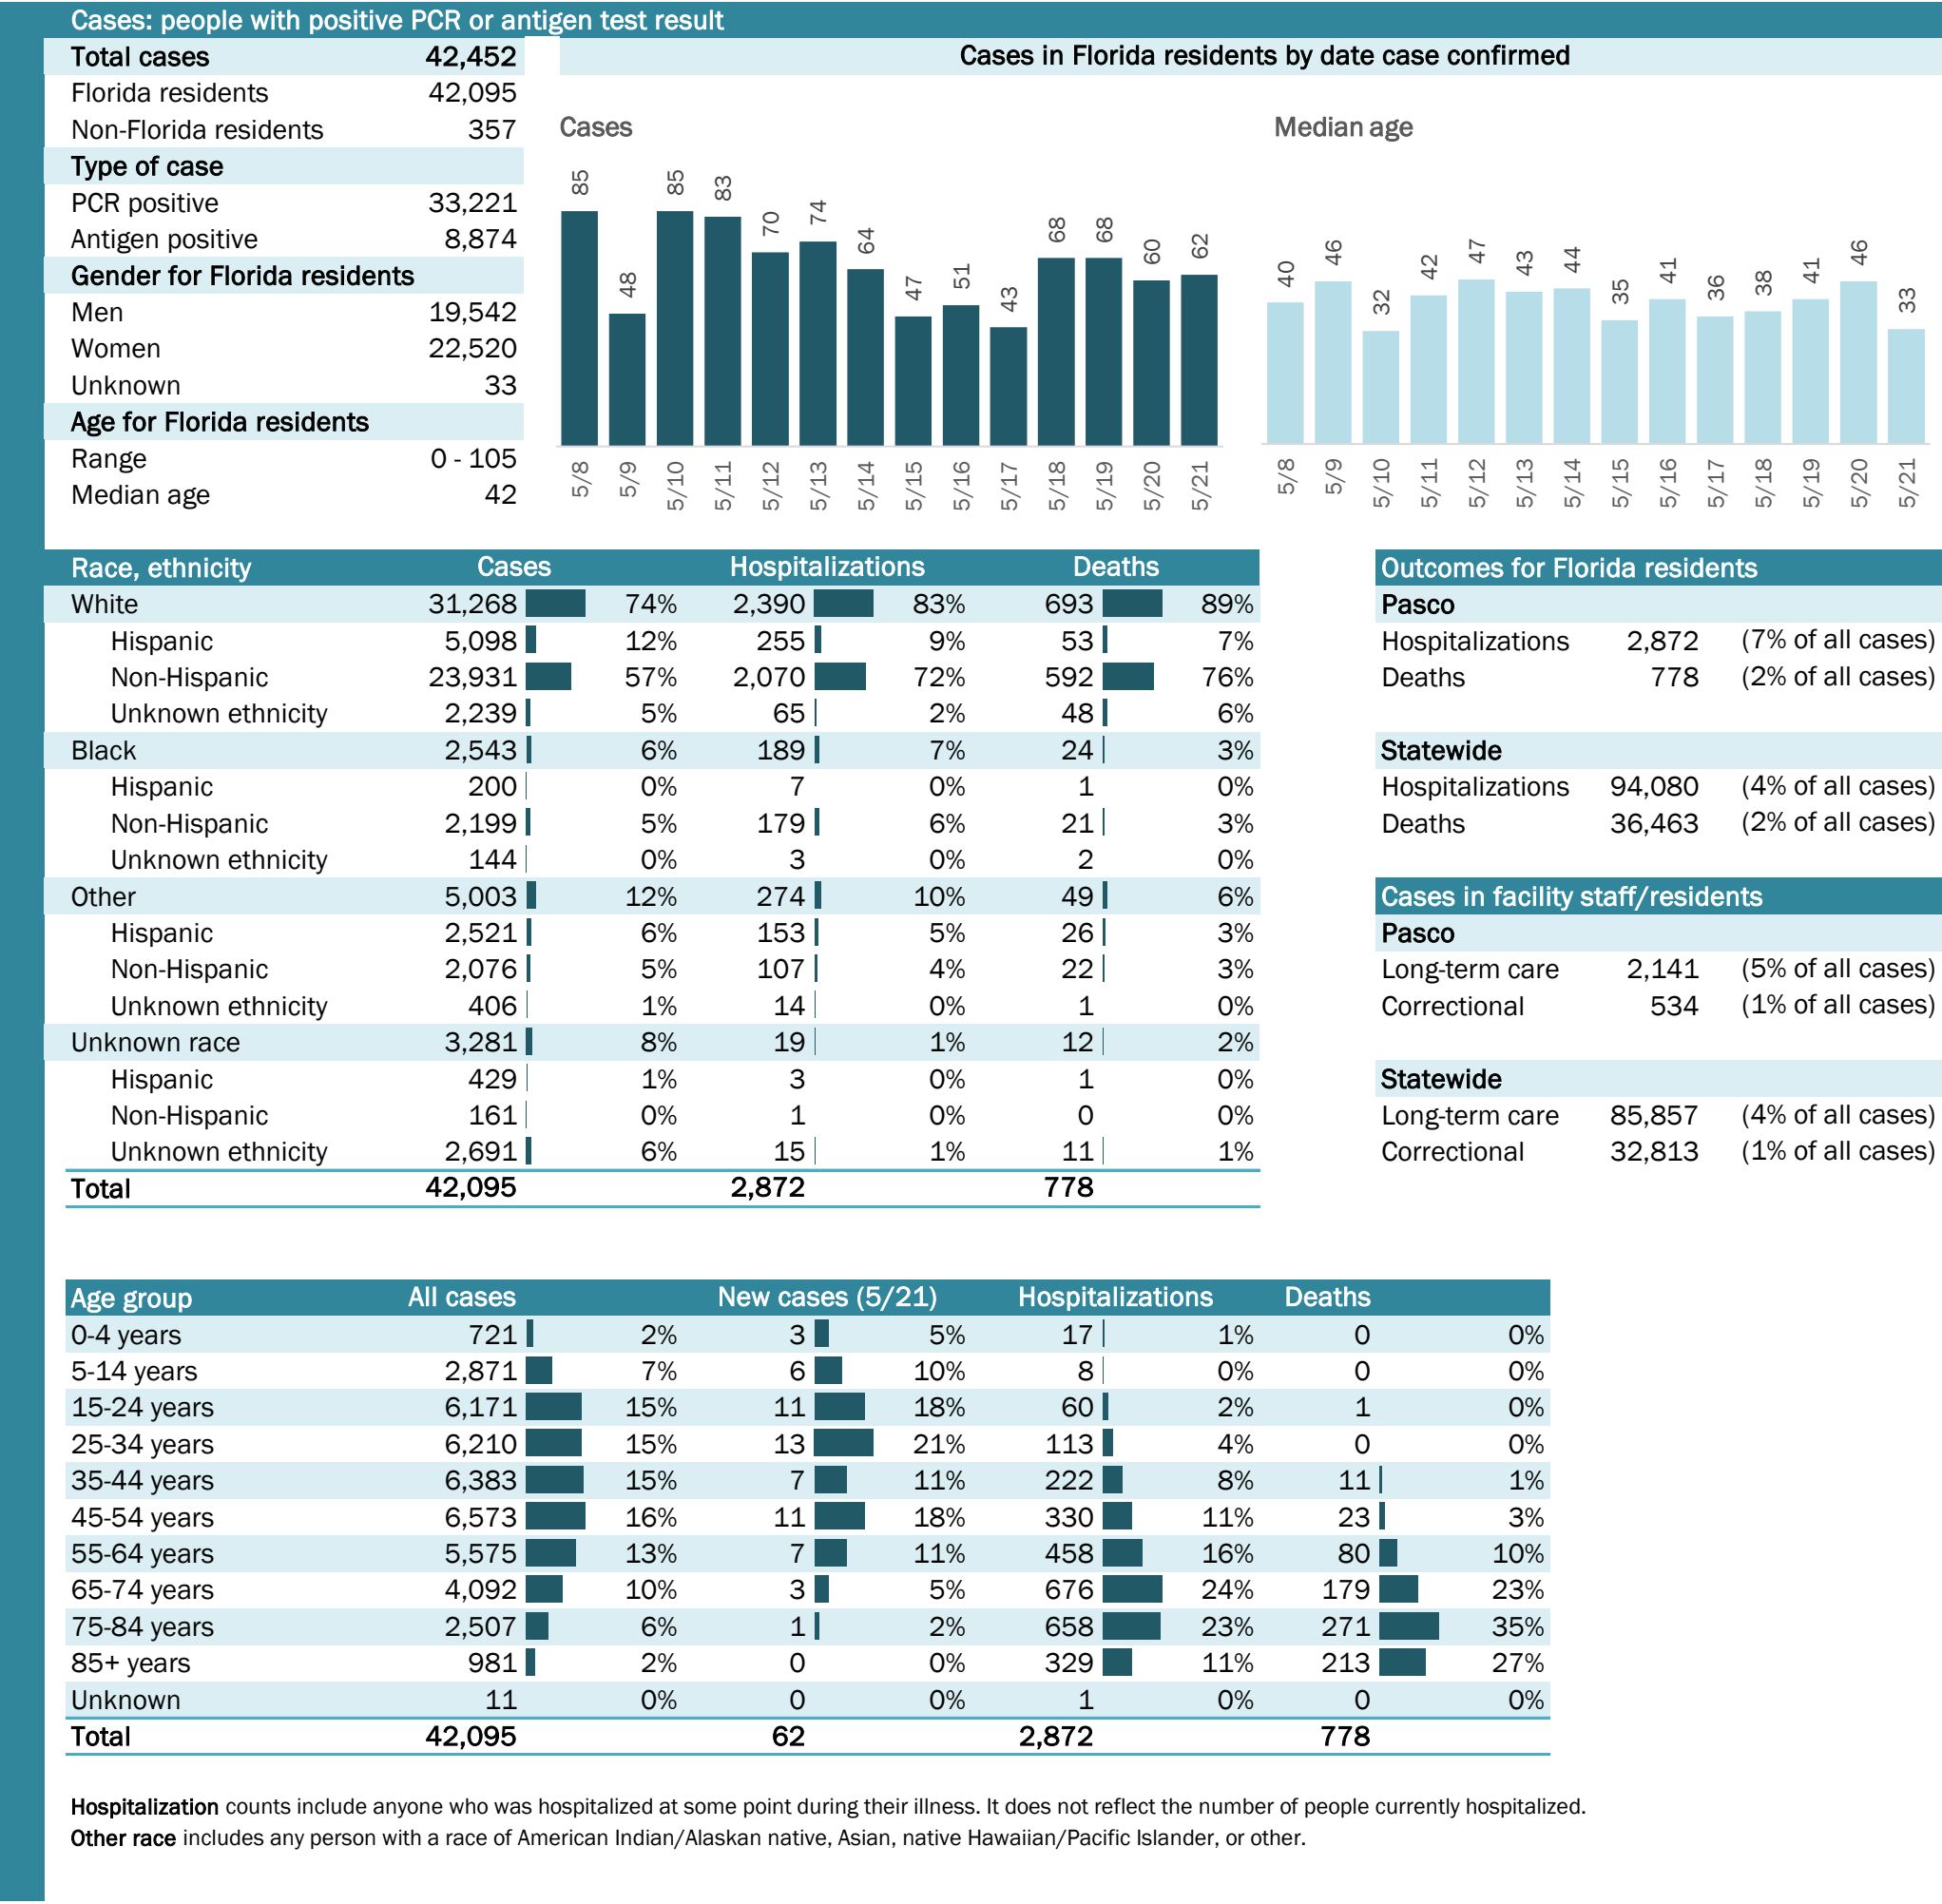 Cases: people with positive PCR or antigen test result
Total cases 42,452
Florida residents 42,095
Non-Florida residents 357
Type of case
PCR positive 33,221
Antigen positive 8,874
Gender for Florida residents
Men 19,542
Women 22,520
Unknown 33
Age for Florida residents
Range 0 - 105
Median age 42
Cases in Florida residents by date case confirmed
Cases
85 48 85 83 70 74 64 47 51 43 68 68 60 62
5/8 5/9 5/10 5/11 5/12 5/13 5/14 5/15 5/16 5/17 5/18 5/19 5/20 5/21
Median age
40 46 32 42 47 43 44 35 41 36 38 41 46 33
5/8 5/9 5/10 5/11 5/12 5/13 5/14 5/15 5/16 5/17 5/18 5/19 5/20 5/21
Race, ethnicity Cases Hospitalizations Deaths
White 31,268 74% 2,390 83% 693 89%
Hispanic 5,098 12% 255 9% 53 7%
Non-Hispanic 23,931 57% 2,070 72% 592 76%
Unknown ethnicity 2,239 5% 65 2% 48 6%
Black 2,543 6% 189 7% 24 3%
Hispanic 200 0% 7 0% 1 0%
Non-Hispanic 2,199 5% 179 6% 21 3%
Unknown ethnicity 144 0% 3 0% 2 0%
Other 5,003 12% 274 10% 49 6%
Hispanic 2,521 6% 153 5% 26 3%
Non-Hispanic 2,076 5% 107 4% 22 3%
Unknown ethnicity 406 1% 14 0% 1 0%
Unknown race 3,281 8% 19 1% 12 2%
Hispanic 429 1% 3 0% 1 0%
Non-Hispanic 161 0% 1 0% 0 0%
Unknown ethnicity 2,691 6% 15 1% 11 1%
Total 42,095 2,872 778
Outcomes for Florida residents
Pasco
Hospitalizations 2,872 (7% of all cases)
Deaths 778 (2% of all cases)
Statewide
Hospitalizations 94,080 (4% of all cases)
Deaths 36,463 (2% of all cases)
Cases in facility staff/residents
Pasco
Long-term care 2,141 (5% of all cases)
Correctional 534 (1% of all cases)
Statewide
Long-term care 85,857 (4% of all cases)
Correctional 32,813 (1% of all cases)
Age group All cases New cases (5/21) Hospitalizations Deaths
0-4 years 721 2% 3 5% 17 1% 0 0%
5-14 years 2,871 7% 6 10% 8 0% 0 0%
15-24 years 6,171 15% 11 18% 60 2% 1 0%
25-34 years 6,210 15% 13 21% 113 4% 0 0%
35-44 years 6,383 15% 7 11% 222 8% 11 1%
45-54 years 6,573 16% 11 18% 330 11% 23 3%
55-64 years 5,575 13% 7 11% 458 16% 80 10%
65-74 years 4,092 10% 3 5% 676 24% 179 23%
75-84 years 2,507 6% 1 2% 658 23% 271 35%
85+ years 981 2% 0 0% 329 11% 213 27%
Unknown 11 0% 0 0% 1 0% 0 0%
Total 42,095 62 2,872 778
Hospitalization counts include anyone who was hospitalized at some point during their illness. It does not reflect the number of people currently hospitalized.
Other race includes any person with a race of American Indian/Alaskan native, Asian, native Hawaiian/Pacific Islander, or other.